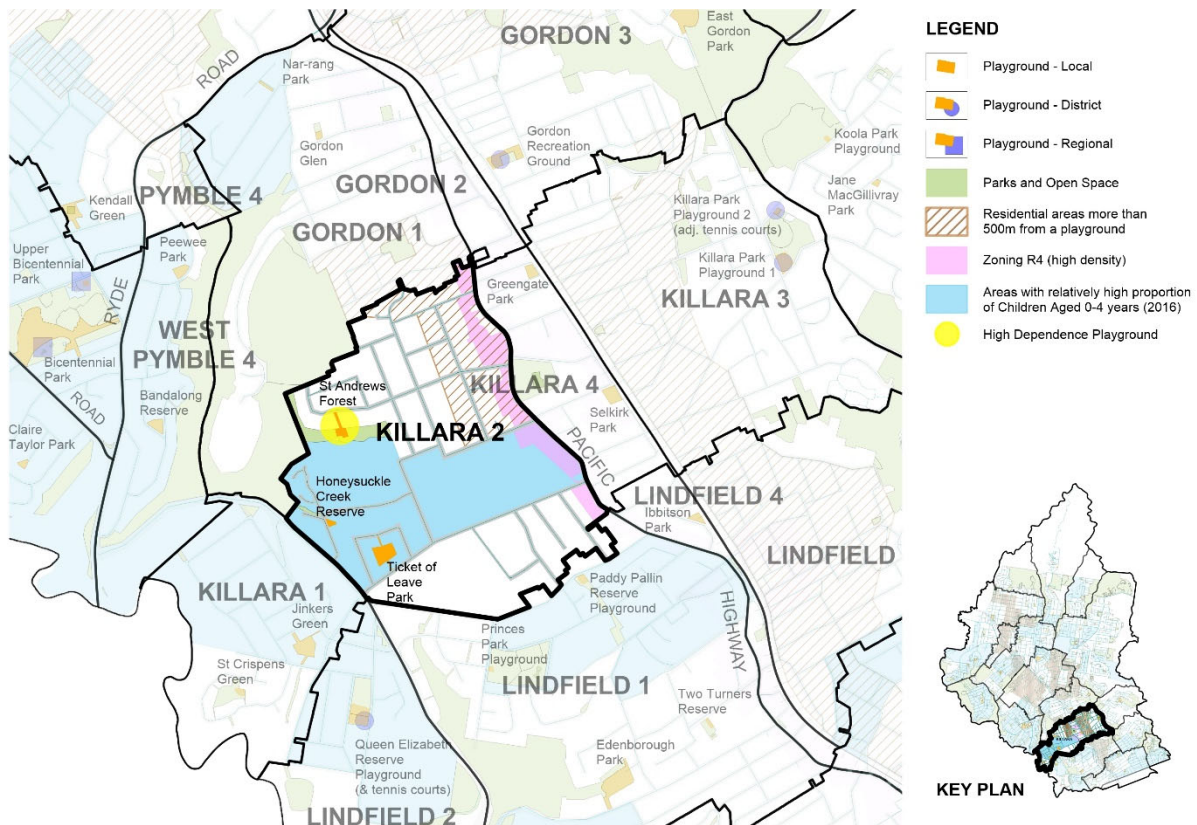 GORDON 3
East
Gordon
Park
ROAD
Nar-rang
Park
Gordon
Glen
Gordon
Recreation
Ground
Koola Park
Playground
PYMBLE 4
Kendall
Green
GORDON 2
Jane
MacGillivray
Park
Killara Park
Playground 2
(adj. tennis courts)
Upper
Bicentennial
Park
Peewee
Park
GORDON 1
Killara Park
Playground 1
RYDE
Greengate
Park
KILLARA 3
WEST
PYMBLE 4
Bicentennial
Park
ROAD
Bandalong
Reserve
St Andrews
Forest
KILLARA 4
Selkirk
Park
Claire
Taylor Park
KILLARA 2
PACIFIC
Honeysuckle
Creek
Reserve
LINDFIELD 4
Ibbitson
Park
LINDFIELD
Ticket of
Leave
Park
KILLARA 1
Jinkers
Green
Paddy Pallin
Reserve
Playground
HIGHWAY
Princes
Park
Playground
St Crispens
Green
LINDFIELD 1
Two Turners
Reserve
Queen Elizabeth
Reserve
Playground
(& tennis courts)
Edenborough
Park
LINDFIELD 2
LEGEND
Playground - Local
Playground - District
Playground - Regional
Parks and Open Space
Residential areas more than
500m from a playground
Zoning R4 (high density)
Areas with relatively high proportion
of Children Aged 0-4 years (2016)
High Dependence Playground
KEY PLAN